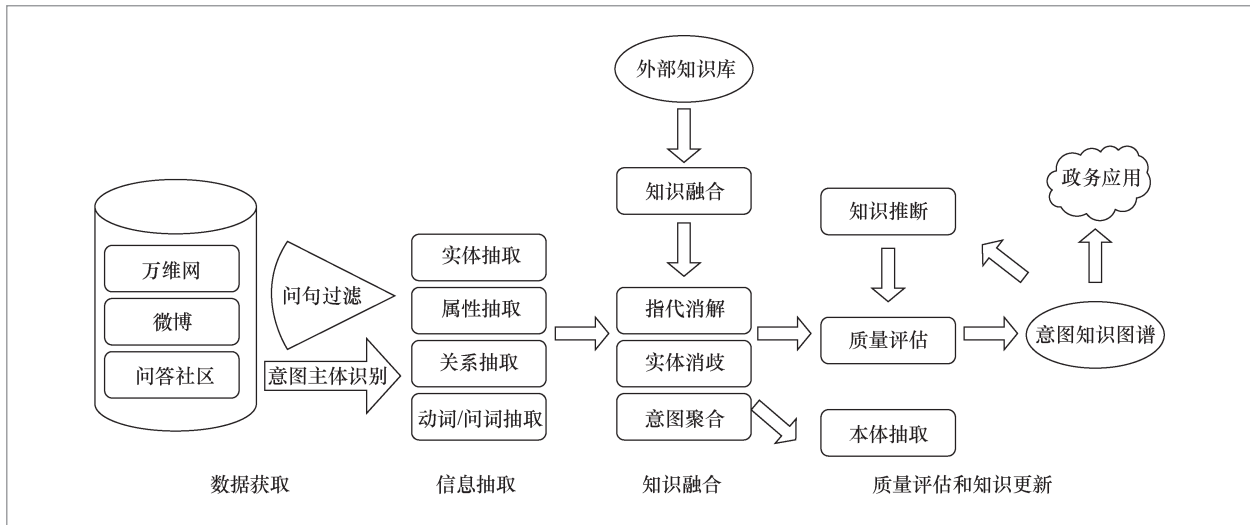 外部知识库
知识融合
政务应用
知识推断
万维网
微博
问答社区
问句过滤
意图主体识别
实体抽取
属性抽取
关系抽取
动词/问词抽取
指代消解
实体消歧
意图聚合
质量评估
本体抽取
意图知识图谱
数据获取
信息抽取
知识融合
质量评估和知识更新